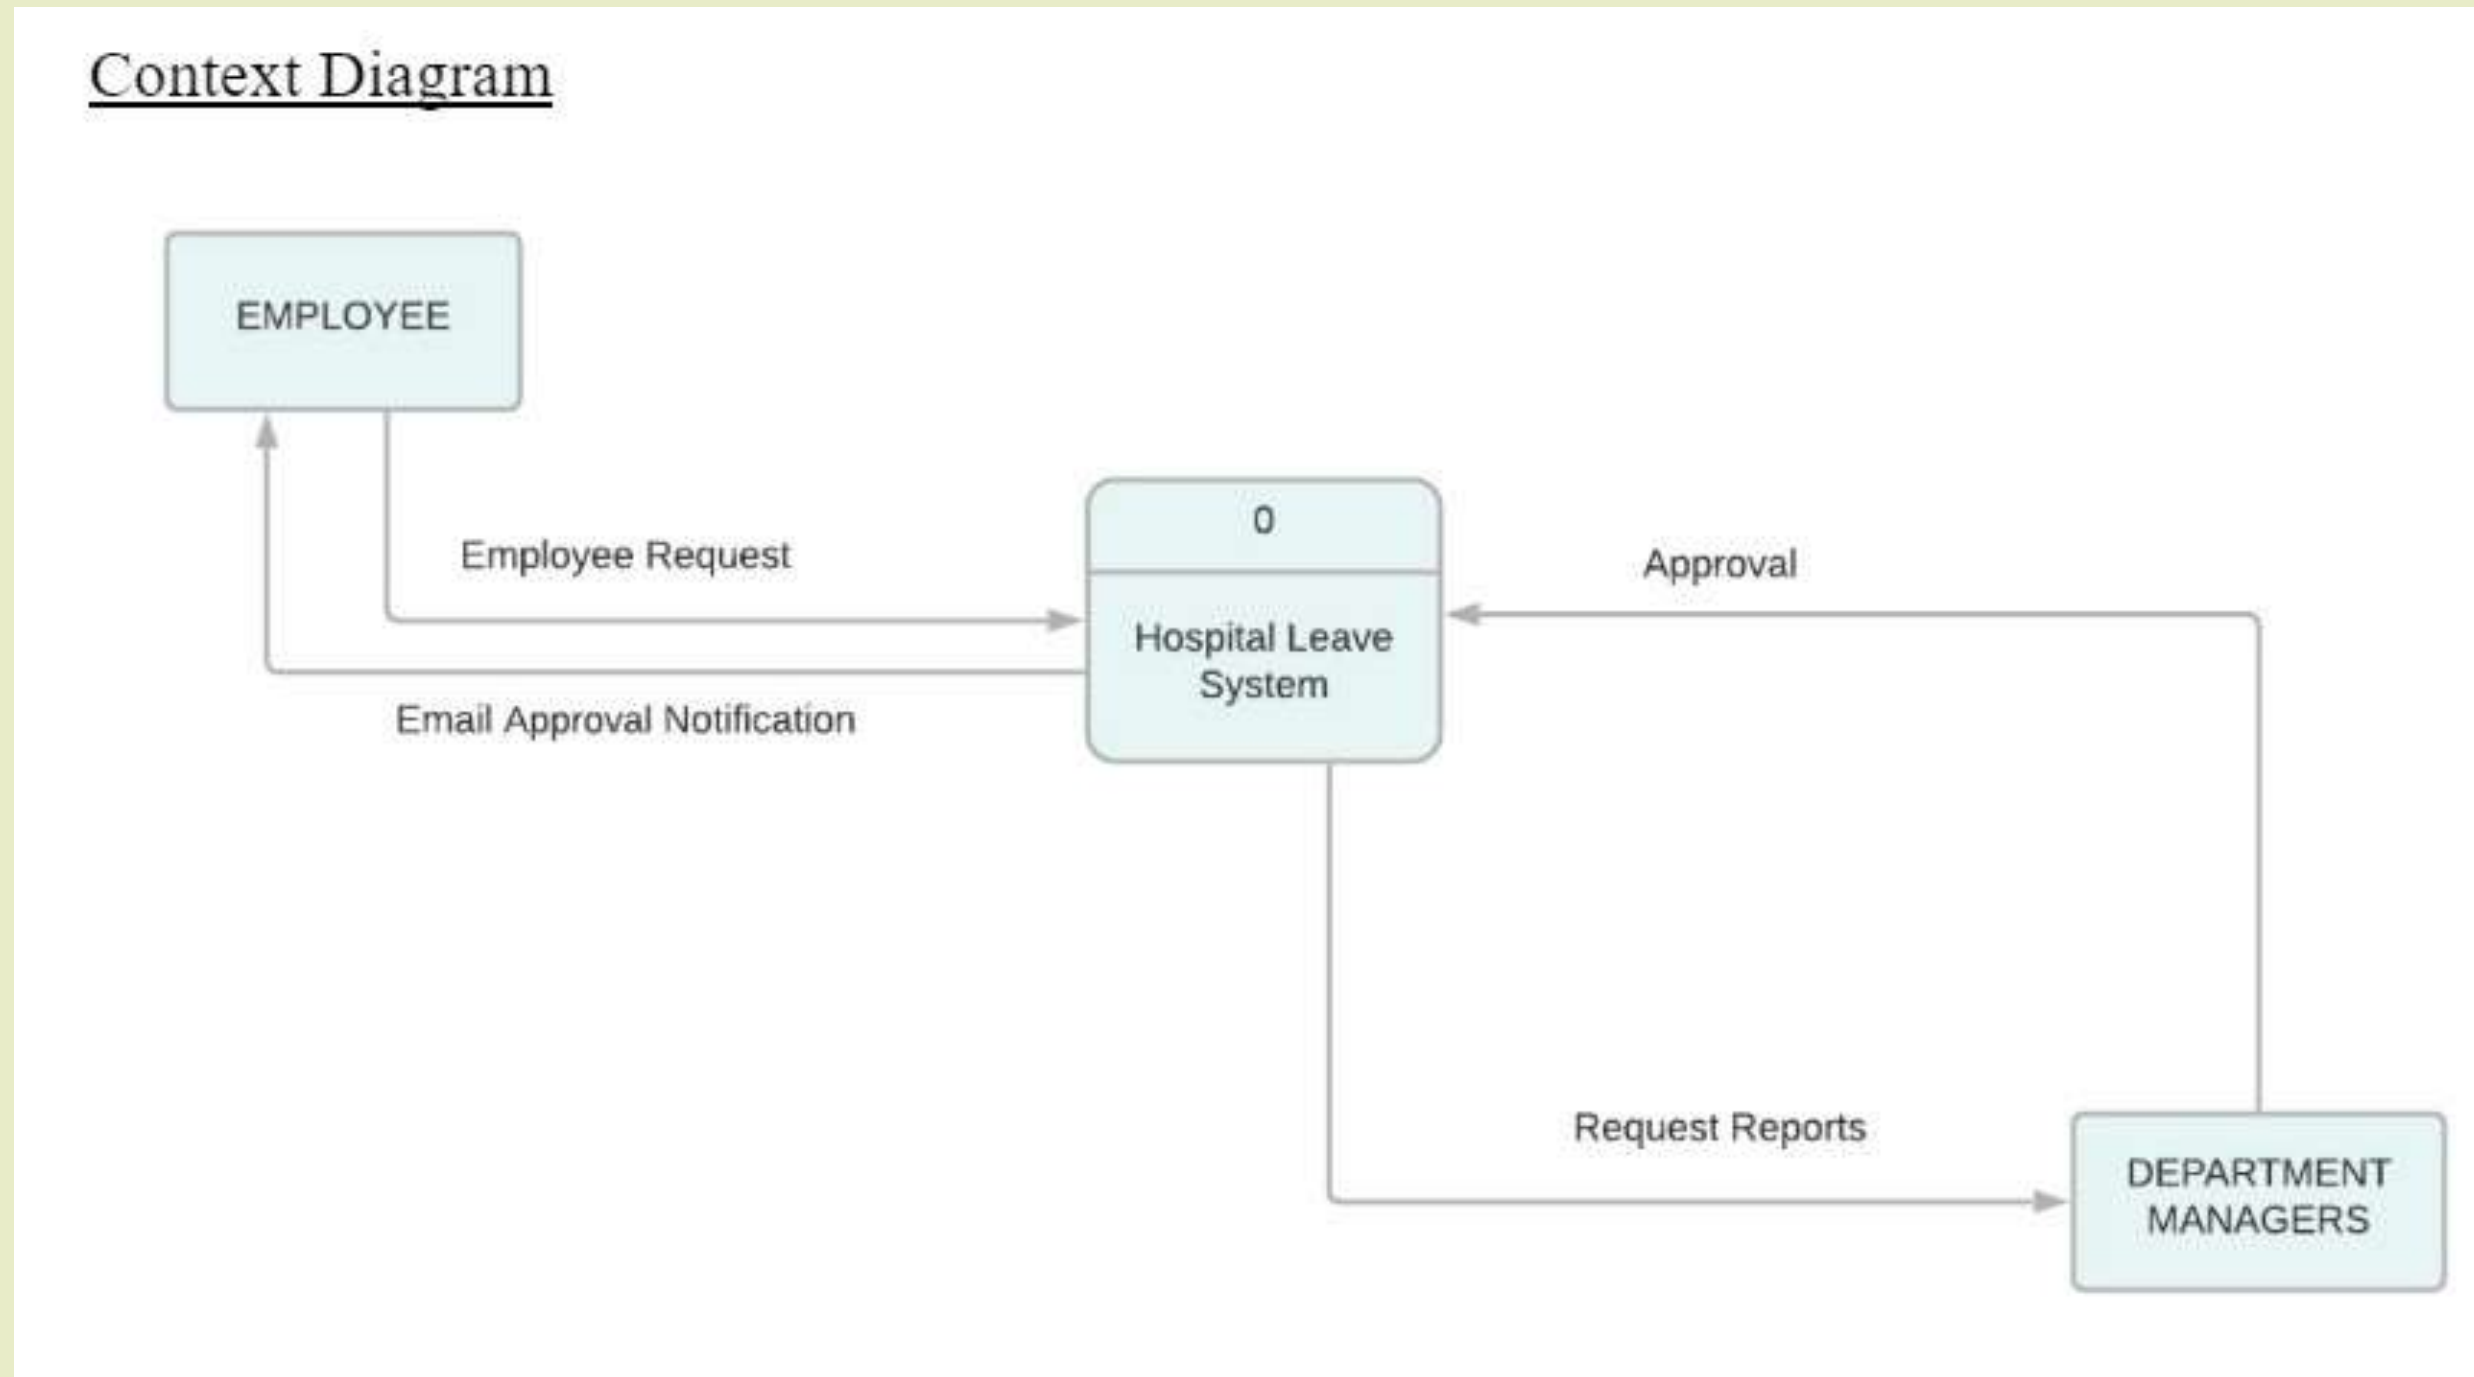 Context Diagram
EMPLOYEE
Employee Request
Email Approval Notification
0
Hospital Leave
System
Approval
Request Reports
DEPARTMENT
MANAGERS